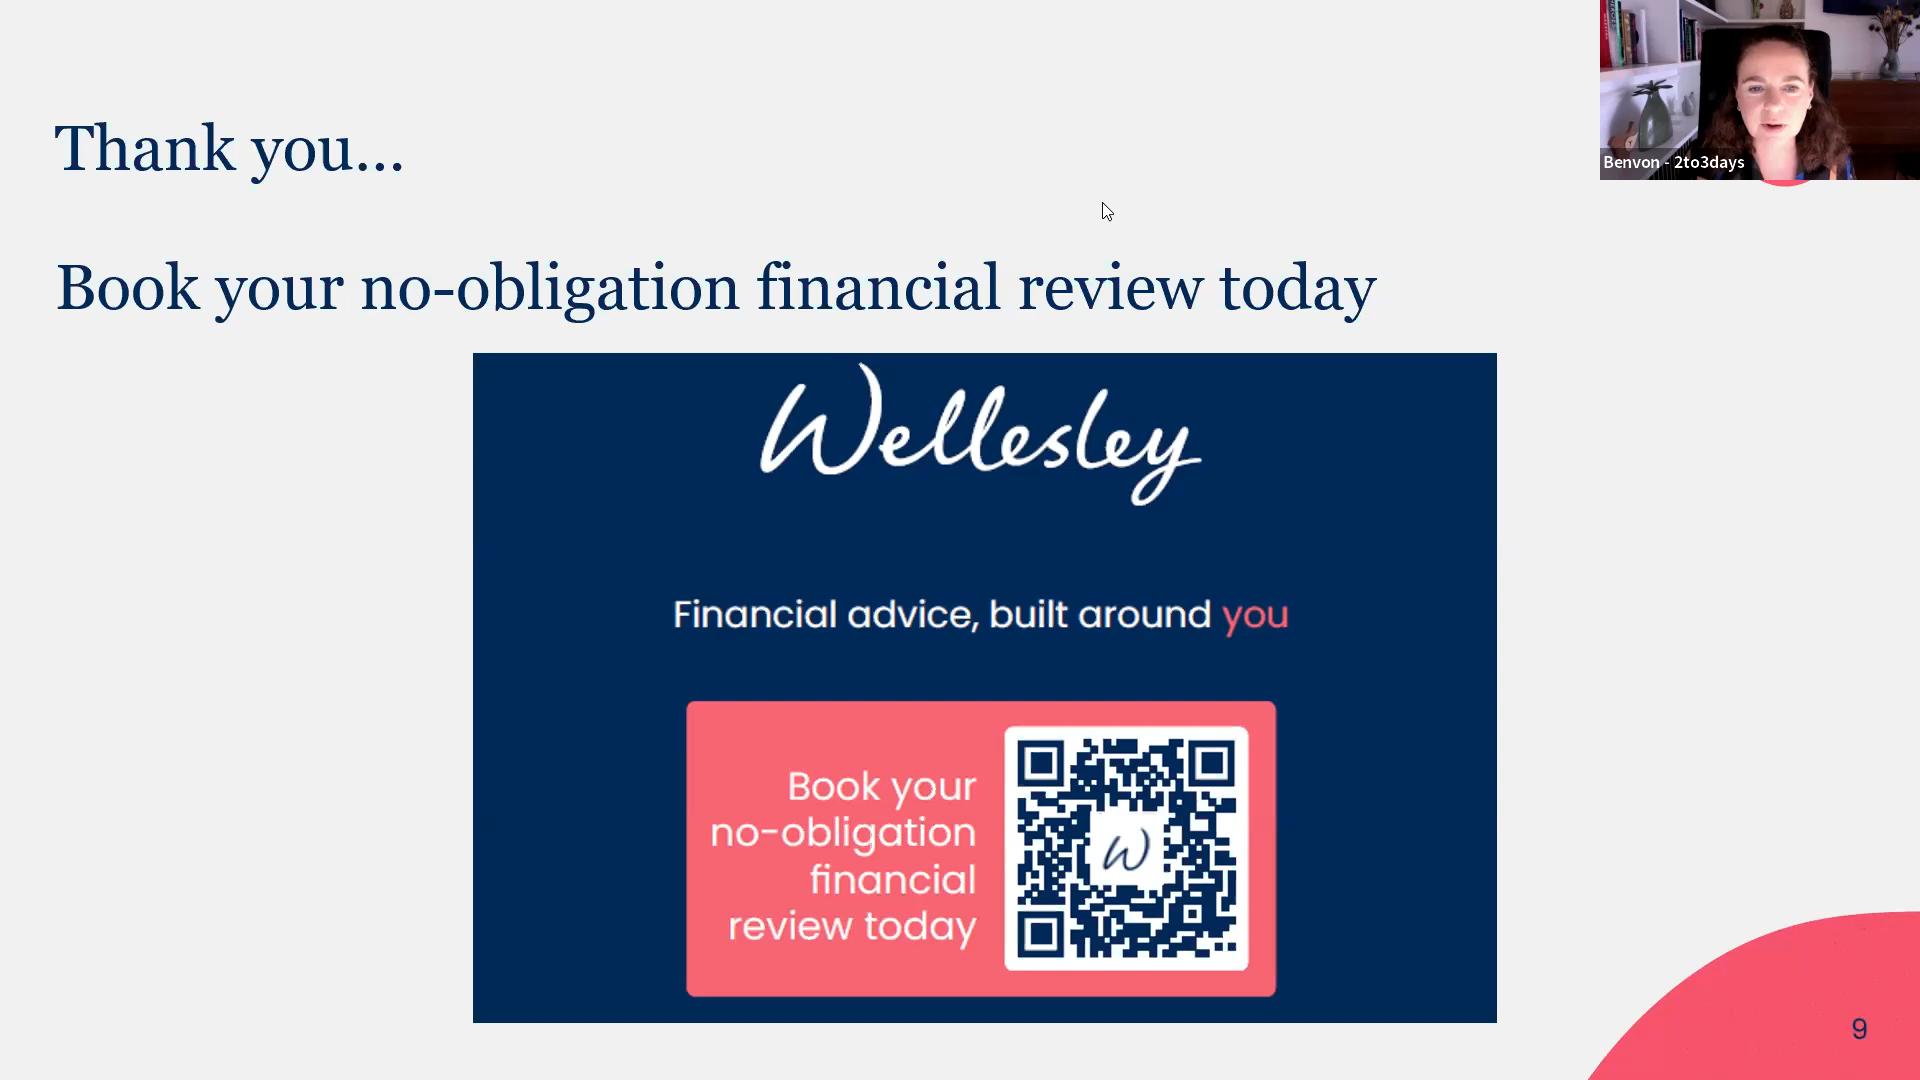 Thank you...
Benvon - 2to3days
Book your no-obligation financial review today
Wellesley
Financial advice, built around you
Book your
no-obligation
financial
review today
W
9